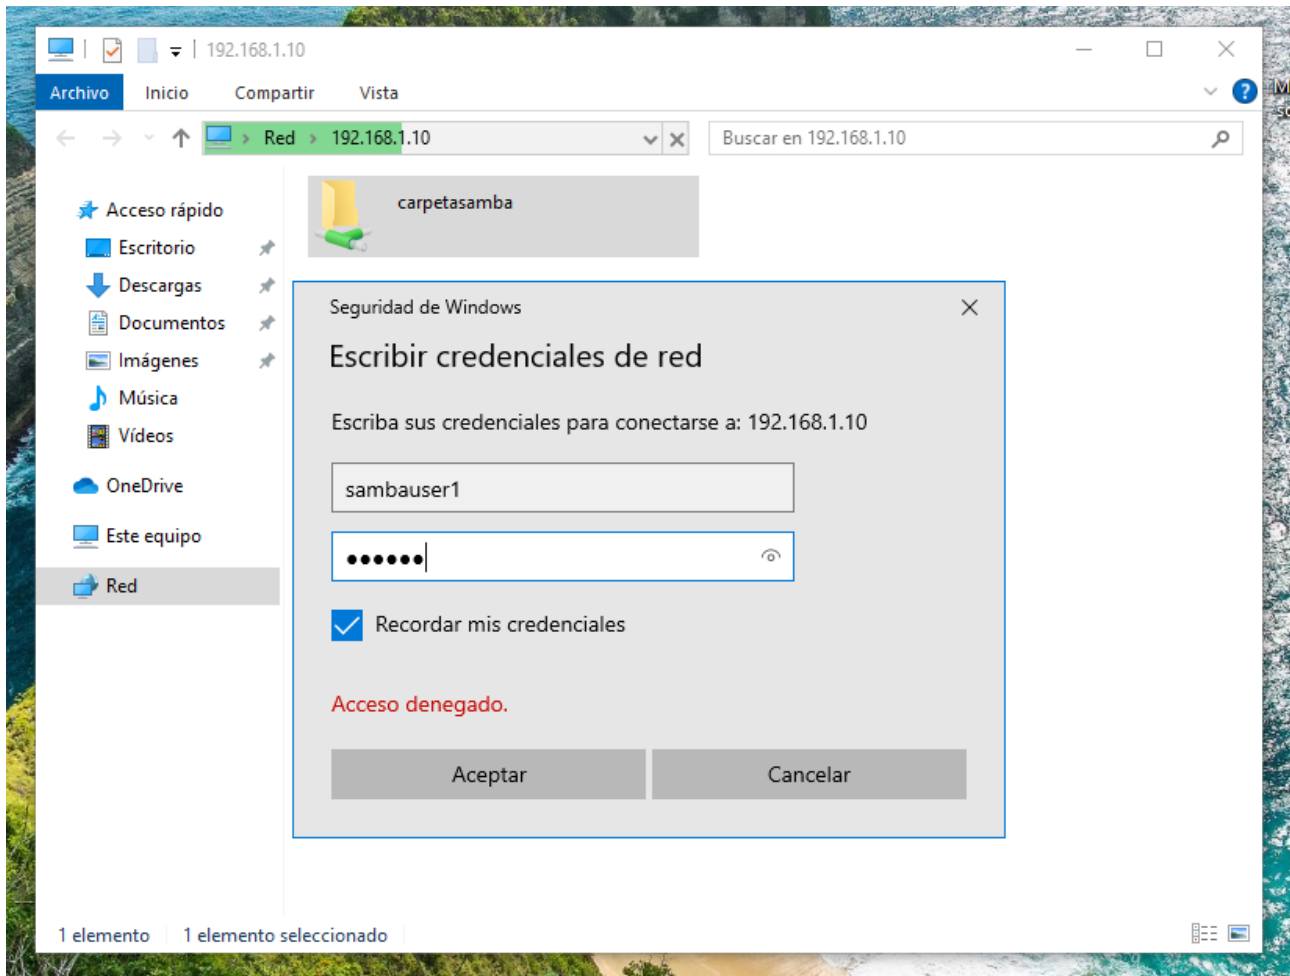 192.168.1.10
Archivo Inicio Compartir Vista
Red 192.168.1.10 Buscar en 192.168.1.10
Acceso rápido
Escritorio
Descargas
Documentos
Imágenes
Música
Vídeos
OneDrive
Este equipo
Red
carpetasamba
Seguridad de Windows
Escribir credenciales de red
Escriba sus credenciales para conectarse a: 192.168.1.10
sambauser1
●●●●●●
Recordar mis credenciales
Acceso denegado.
Aceptar Cancelar
1 elemento 1 elemento seleccionado